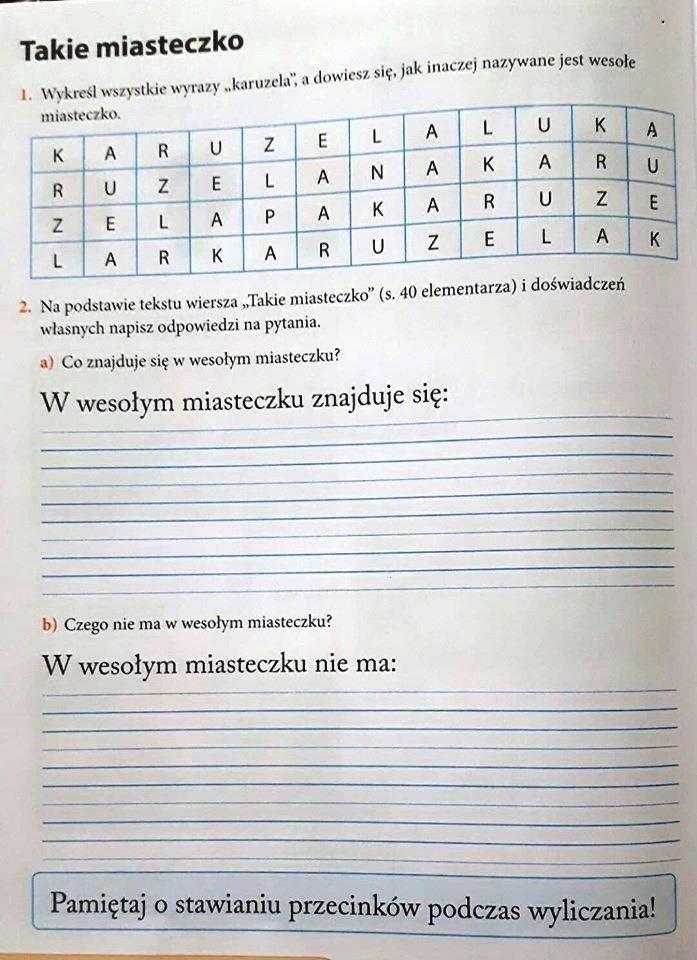 Takie miasteczko
1. Wykreśl wszystkie wyrazy „karuzela”, a dowiesz się, jak inaczej nazywane jest wesołe
miasteczko.
K A R U Z E L A L U K A
R U Z E L A N A K A R U
Z E L A P A K A R U Z E
L A R K A R U Z E L A K
2. Na podstawie tekstu wiersza „Takie miasteczko” (s. 40 elementarza) i doświadczeń
własnych napisz odpowiedzi na pytania.
a) Co znajduje się w wesołym miasteczku?
W wesołym miasteczku znajduje się:
b) Czego nie ma w wesołym miasteczku?
W wesołym miasteczku nie ma:
Pamiętaj o stawianiu przecinków podczas wyliczania!